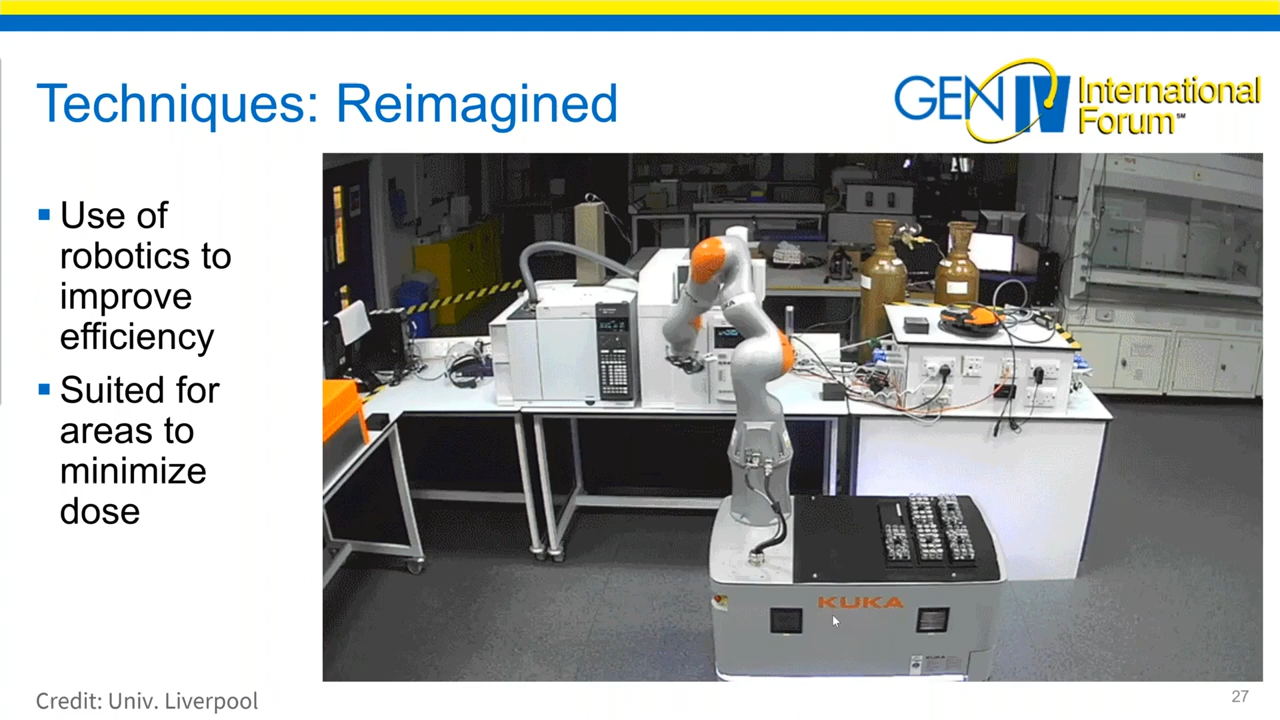 Techniques: Reimagined
GEN IV International
Forum℠
Use of
robotics to
improve
efficiency
Suited for
areas to
minimize
dose
KUKA
Credit: Univ. Liverpool
27